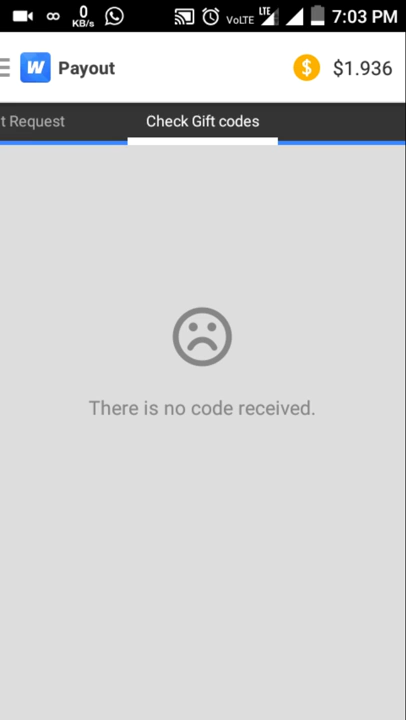 0
KB/s
VoLTE
LTE
7:03 PM
W
Payout
$
$1.936
t Request
Check Gift codes
There is no code received.